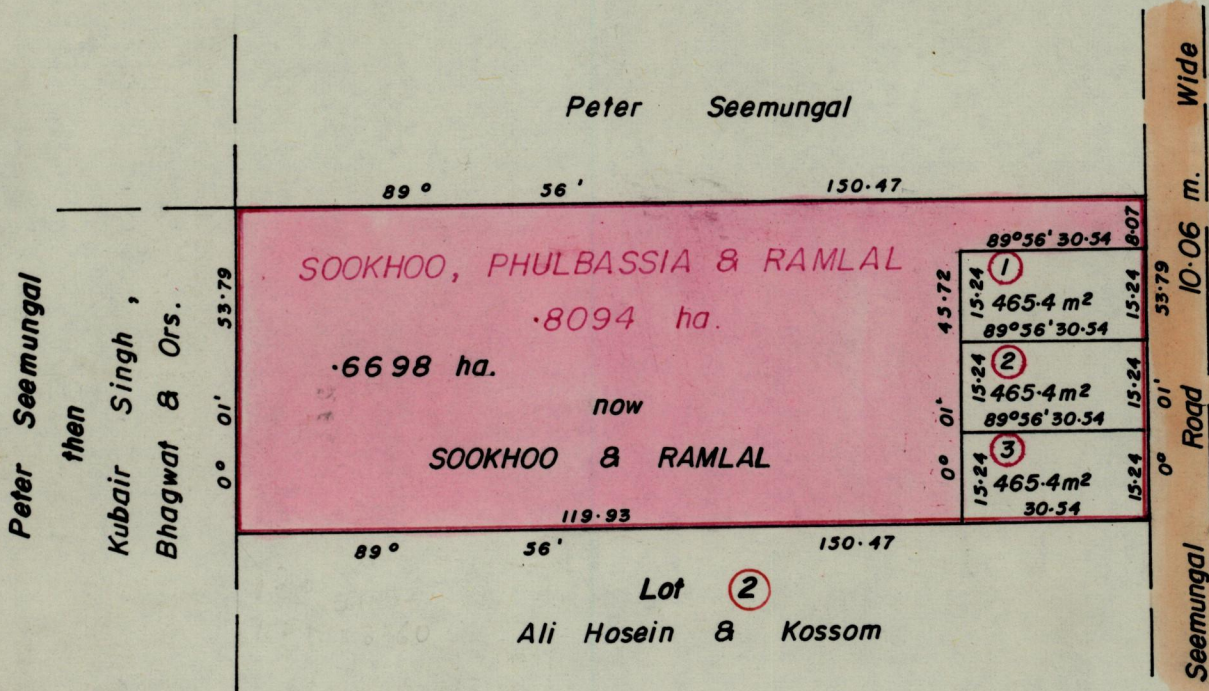 Peter Seemungal
89° 56' 150.47
Peter Seemungal
then
Kubair Singh ,
Bhagwat & Ors.
0° 01' 53.79
SOOKHOO, PHULBASSIA & RAMLAL
·8094 ha.
·6698 ha.
now
SOOKHOO & RAMLAL
119.93
0° 01' 45.72
89°56' 30.54
8.07
1
15.24
465.4 m²
15.24
89°56' 30.54
2
15.24
465.4 m²
15.24
89°56' 30.54
3
15.24
465.4 m²
15.24
30.54
0° 01' 53.79
Seemungal Road 10.06 m. Wide
89° 56' 150.47
Lot 2
Ali Hosein & Kossom